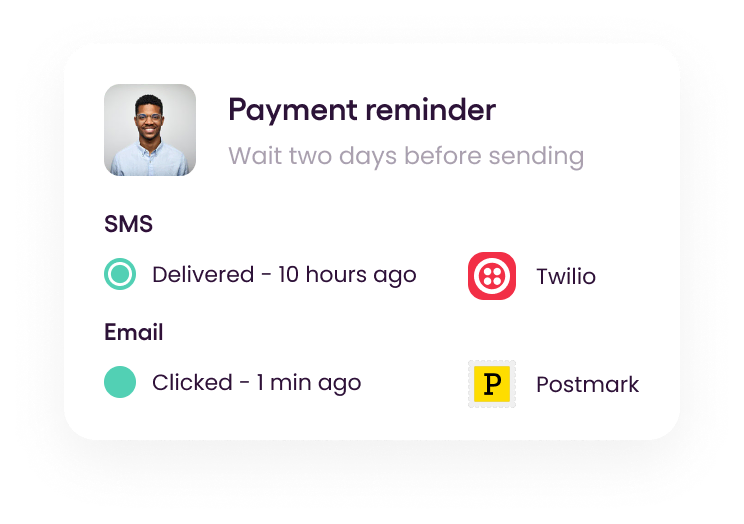 Payment reminder
Wait two days before sending
SMS
Delivered - 10 hours ago
Twilio
Email
Clicked - 1 min ago
P
Postmark